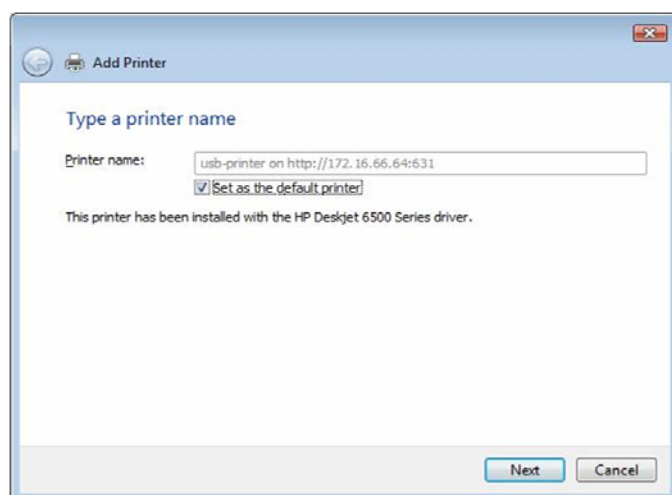 Add Printer
Type a printer name
Printer name:
usb-printer on http://172.16.66.64:631
Set as the default printer
This printer has been installed with the HP Deskjet 6500 Series driver.
Next
Cancel